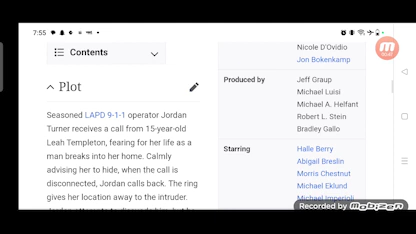 7:55
Contents
Plot
Seasoned LAPD 9-1-1 operator Jordan
Turner receives a call from 15-year-old
Leah Templeton, fearing for her life as a
man breaks into her home. Calmly
advising her to hide, when the call is
disconnected, Jordan calls back. The ring
gives her location away to the intruder.
Nicole D'Ovidio
Jon Bokenkamp
Produced by
Jeff Graup
Michael Luisi
Michael A. Helfant
Robert L. Stein
Bradley Gallo
Starring
Halle Berry
Abigail Breslin
Morris Chestnut
Michael Eklund
Michael Imperioli
Recorded by Mobizen